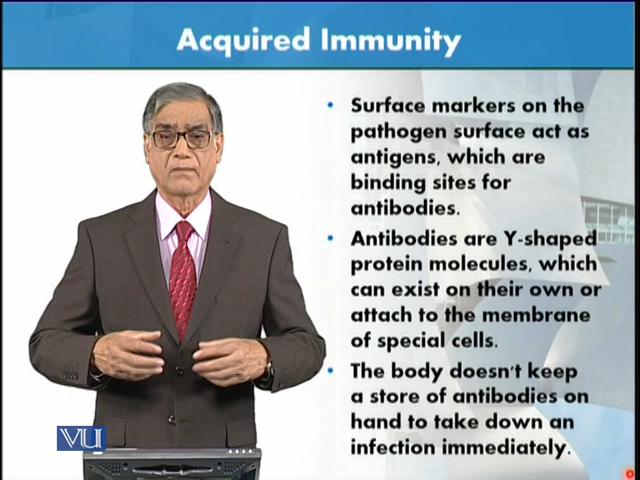 Acquired Immunity
• Surface markers on the
pathogen surface act as
antigens, which are
binding sites for
antibodies.
• Antibodies are Y-shaped
protein molecules, which
can exist on their own or
attach to the membrane
of special cells.
• The body doesn't keep
a store of antibodies on
hand to take down an
infection immediately.
VU